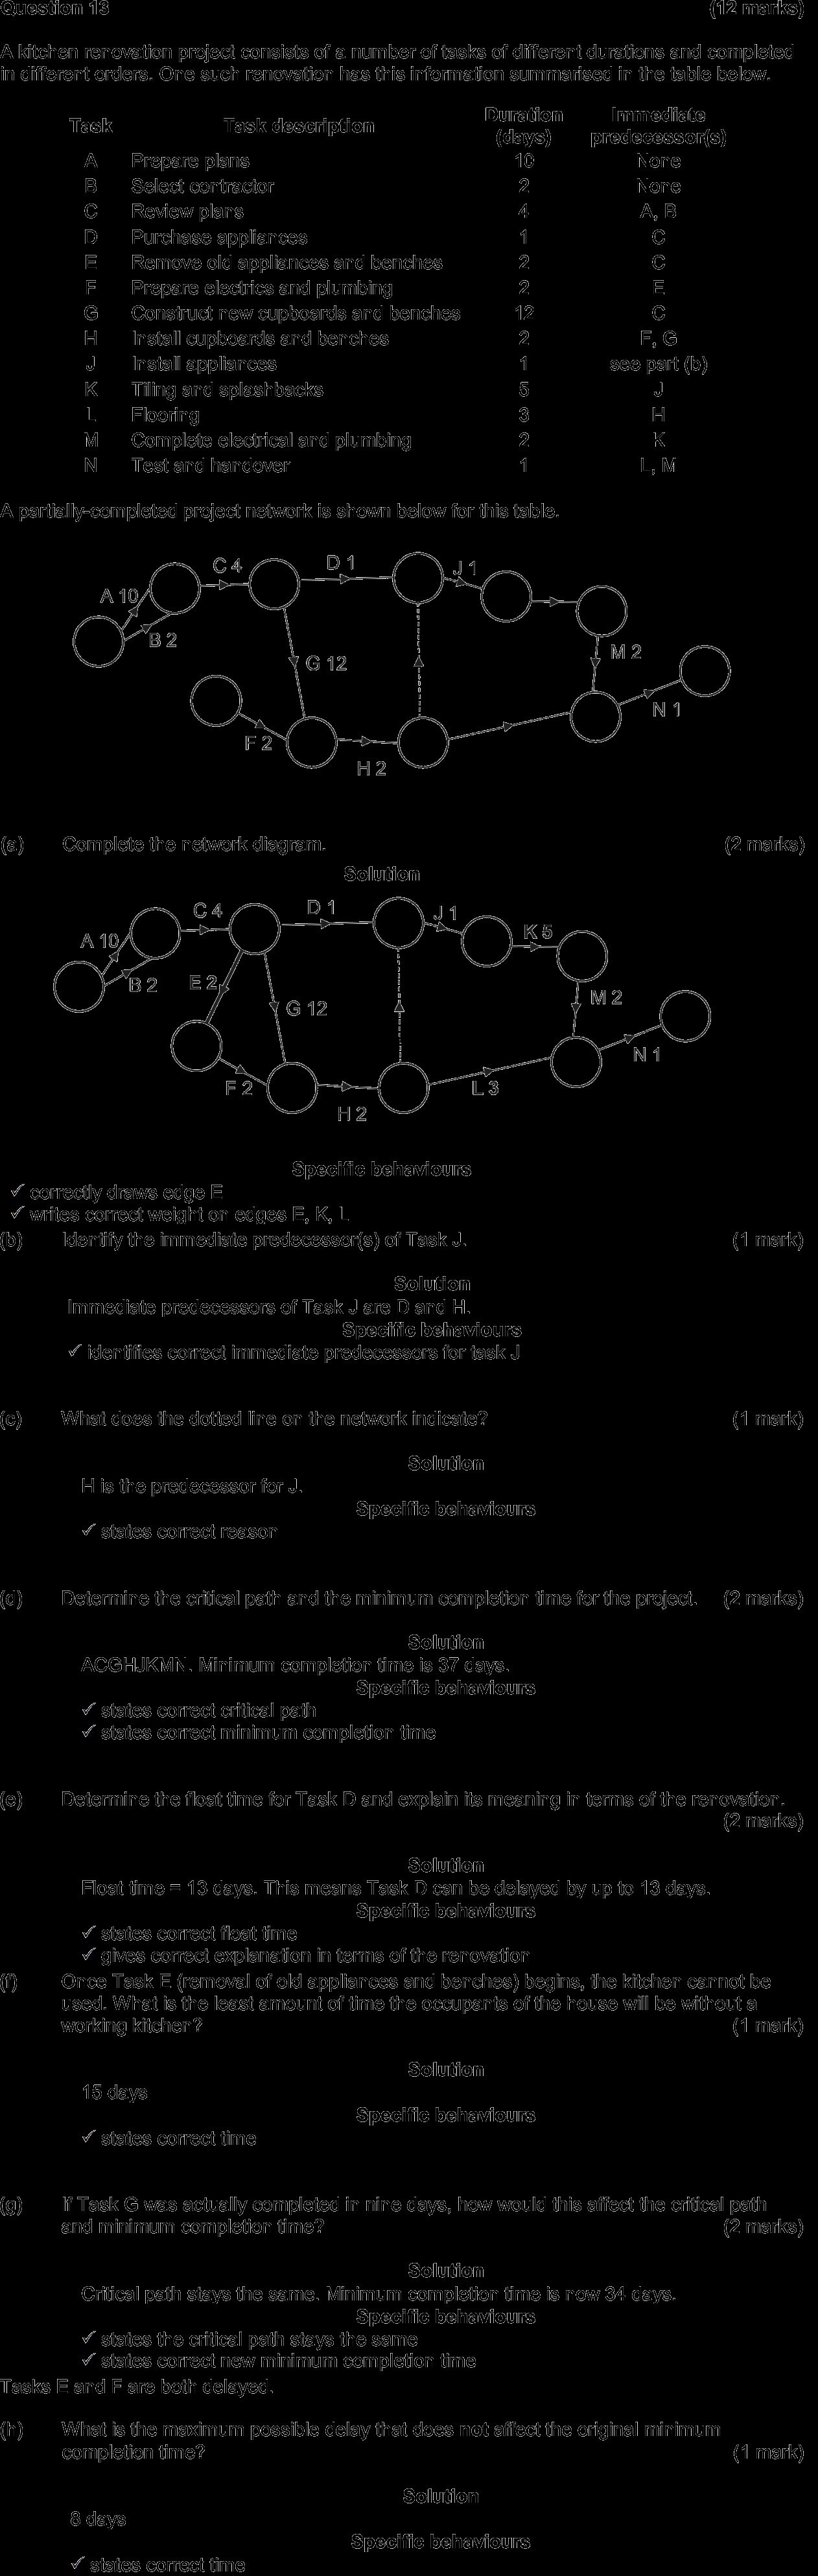 Question 13 (12 marks)
A kitchen renovation project consists of a number of tasks of different durations and completed
in different orders. One such renovation has this information summarised in the table below.
Task Task description Duration (days) Immediate predecessor(s)
A Prepare plans 10 None
B Select contractor 2 None
C Review plans 4 A, B
D Purchase appliances 1 C
E Remove old appliances and benches 2 C
F Prepare electrics and plumbing 2 E
G Construct new cupboards and benches 12 C
H Install cupboards and benches 2 F, G
J Install appliances 1 see part (b)
K Tiling and splashbacks 5 J
L Flooring 3 H
M Complete electrical and plumbing 2 K
N Test and handover 1 L, M
A partially-completed project network is shown below for this table.
C 4 D 1 J 1
A 10
B 2
G 12 M 2
N 1
F 2
H 2
(a) Complete the network diagram. (2 marks)
Solution
C 4 D 1 J 1
K 5
A 10
B 2 E 2
G 12 M 2
N 1
F 2 L 3
H 2
Specific behaviours
✓ correctly draws edge E
✓ writes correct weight on edges E, K, L
(b) Identify the immediate predecessor(s) of Task J. (1 mark)
Solution
Immediate predecessors of Task J are D and H.
Specific behaviours
✓ identifies correct immediate predecessors for task J
(c) What does the dotted line on the network indicate? (1 mark)
Solution
H is the predecessor for J.
Specific behaviours
✓ states correct reason
(d) Determine the critical path and the minimum completion time for the project. (2 marks)
Solution
ACGHJKMN. Minimum completion time is 37 days.
Specific behaviours
✓ states correct critical path
✓ states correct minimum completion time
(e) Determine the float time for Task D and explain its meaning in terms of the renovation.
(2 marks)
Solution
Float time = 13 days. This means Task D can be delayed by up to 13 days.
Specific behaviours
✓ states correct float time
✓ gives correct explanation in terms of the renovation
(f) Once Task E (removal of old appliances and benches) begins, the kitchen cannot be
used. What is the least amount of time the occupants of the house will be without a
working kitchen? (1 mark)
Solution
15 days
Specific behaviours
✓ states correct time
(g) If Task G was actually completed in nine days, how would this affect the critical path
and minimum completion time? (2 marks)
Solution
Critical path stays the same. Minimum completion time is now 34 days.
Specific behaviours
✓ states the critical path stays the same
✓ states correct new minimum completion time
Tasks E and F are both delayed.
(h) What is the maximum possible delay that does not affect the original minimum
completion time? (1 mark)
Solution
8 days
Specific behaviours
✓ states correct time